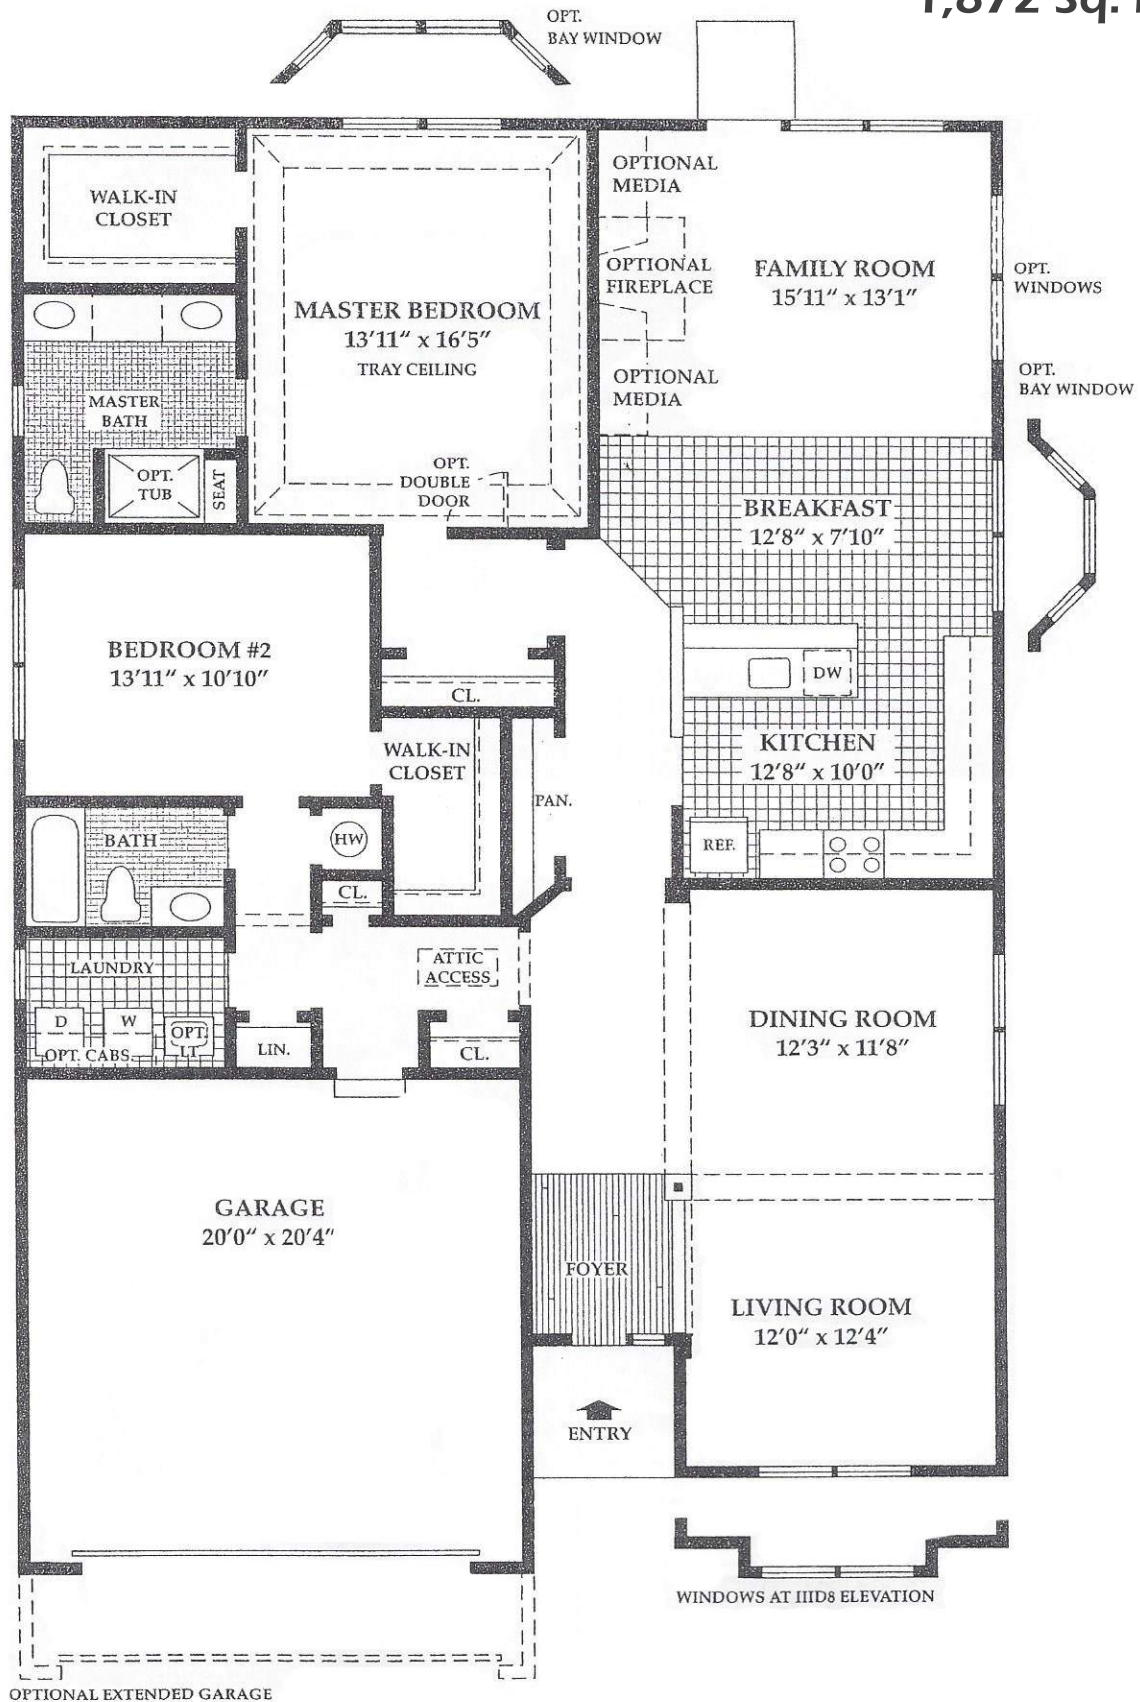 1,872 Sq.
OPT.
BAY WINDOW
OPTIONAL
MEDIA
WALK-IN
CLOSET
OPTIONAL
FIREPLACE
FAMILY ROOM
15'11" x 13'1"
OPT.
WINDOWS
MASTER BEDROOM
13'11" x 16'5"
TRAY CEILING
OPTIONAL
MEDIA
OPT.
BAY WINDOW
MASTER
BATH
OPT.
TUB
SEAT
OPT.
DOUBLE
DOOR
BREAKFAST
12'8" x 7'10"
BEDROOM #2
13'11" x 10'10"
DW
CL.
WALK-IN
CLOSET
KITCHEN
12'8" x 10'0"
PAN.
BATH
HW
REF.
CL.
LAUNDRY
ATTIC
ACCESS
D
W
OPT.
LT
OPT. CABS.
LIN.
CL.
DINING ROOM
12'3" x 11'8"
GARAGE
20'0" x 20'4"
FOYER
LIVING ROOM
12'0" x 12'4"
ENTRY
WINDOWS AT IIID8 ELEVATION
OPTIONAL EXTENDED GARAGE